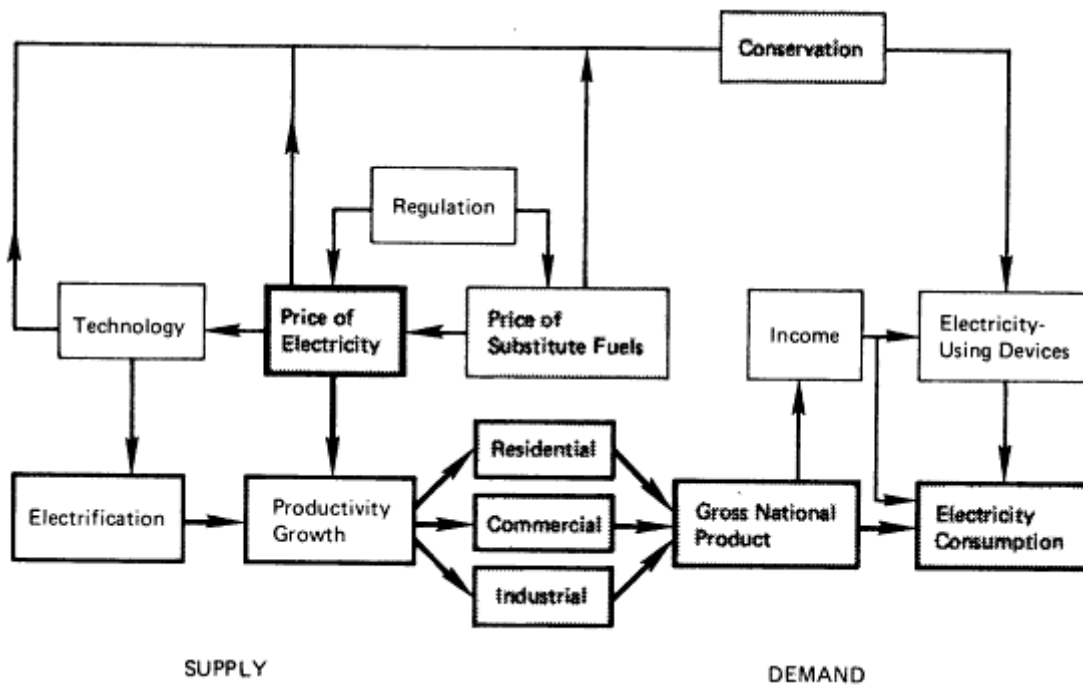 Conservation
Regulation
Technology
Price of
Electricity
Price of
Substitute Fuels
Income
Electricity-
Using Devices
Residential
Electrification
Productivity
Growth
Commercial
Gross National
Product
Electricity
Consumption
Industrial
SUPPLY
DEMAND